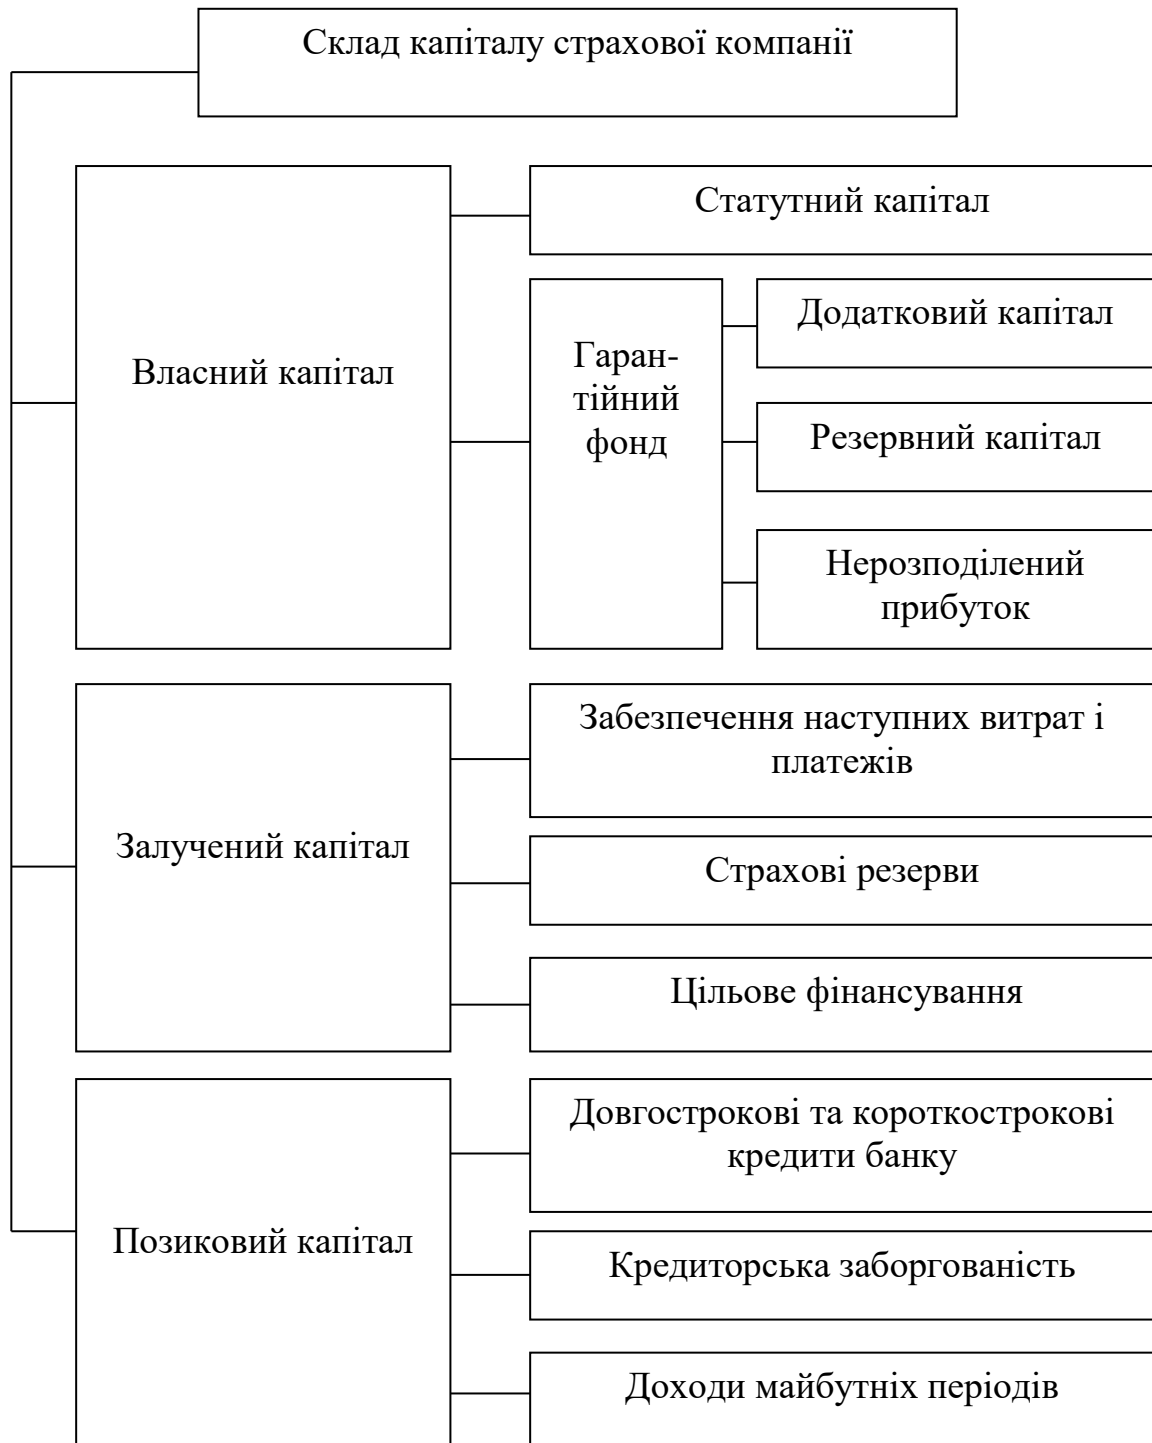 Склад капіталу страхової компанії
Статутний капітал
Власний капітал
Гаран-
тійний
фонд
Додатковий капітал
Резервний капітал
Нерозподілений
прибуток
Залучений капітал
Забезпечення наступних витрат і
платежів
Страхові резерви
Цільове фінансування
Позиковий капітал
Довгострокові та короткострокові
кредити банку
Кредиторська заборгованість
Доходи майбутніх періодів